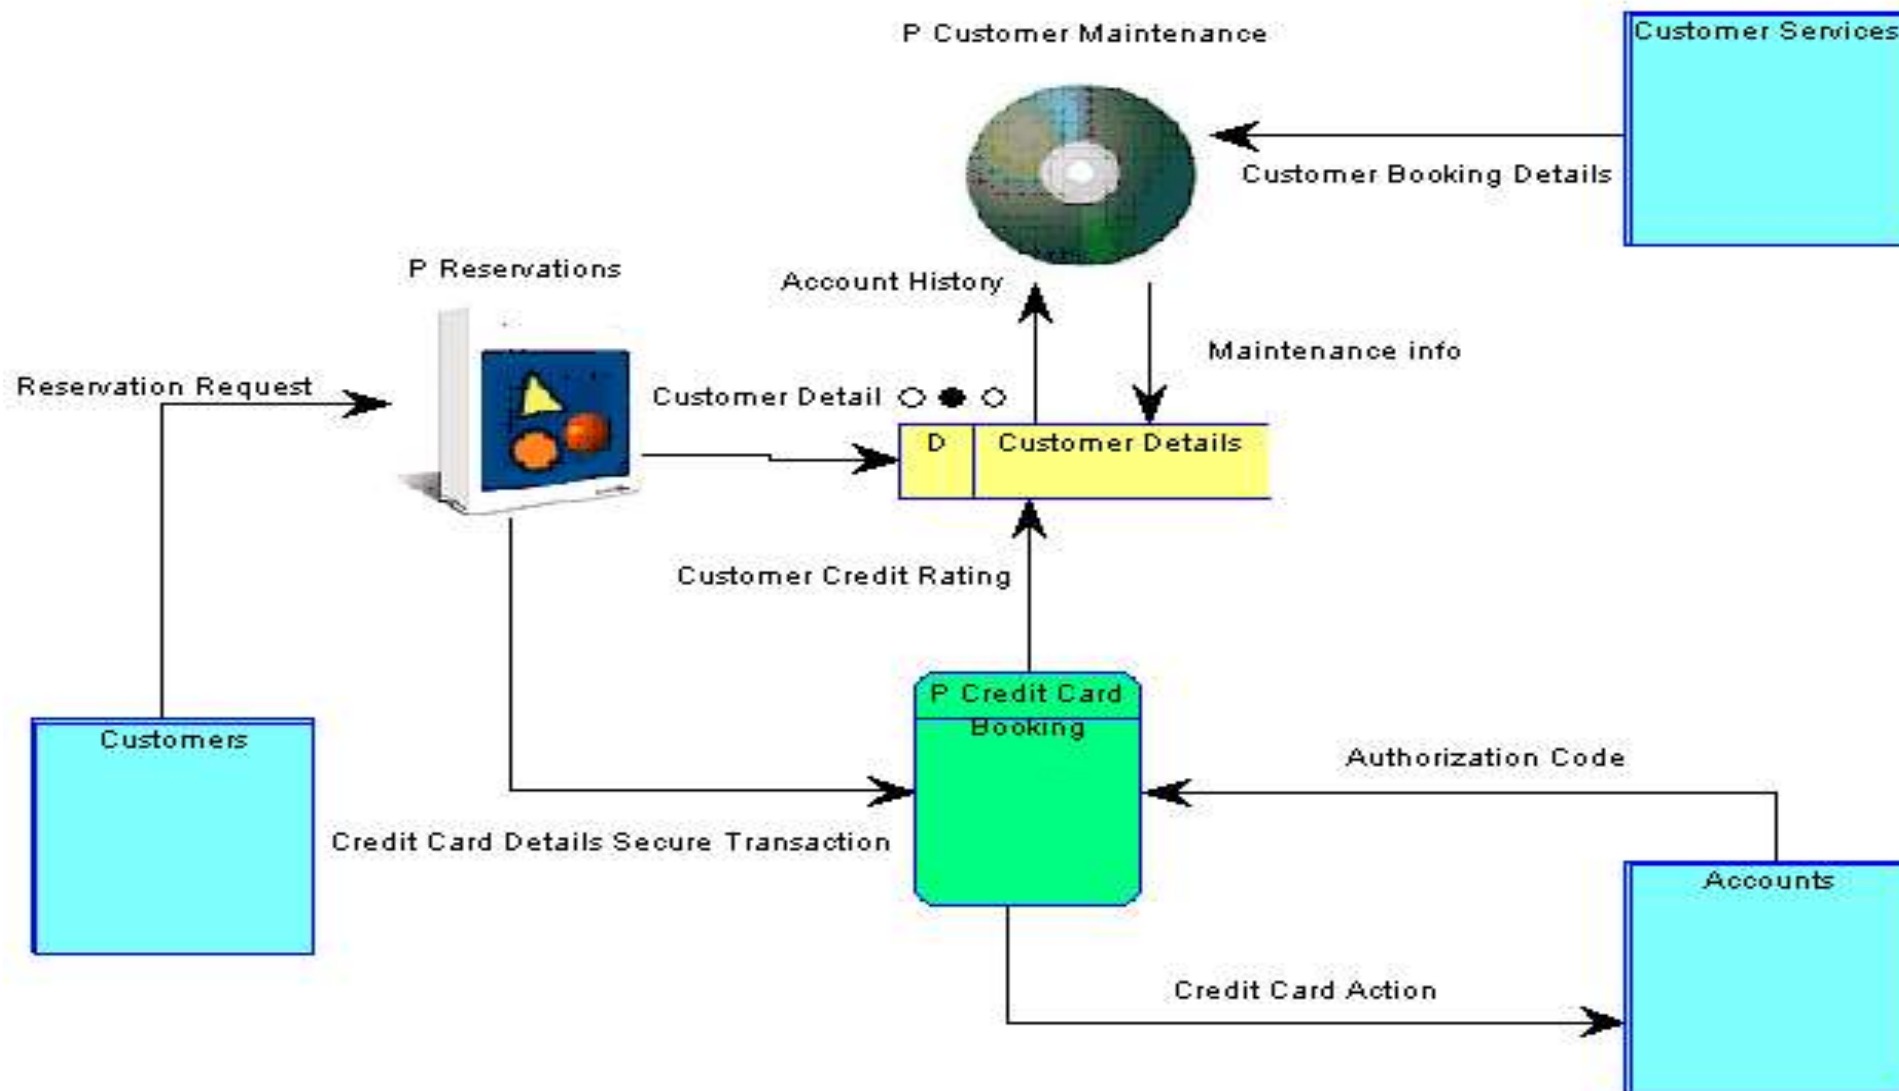 P Customer Maintenance
Customer Services
Customer Booking Details
P Reservations
Account History
Maintenance info
Reservation Request
Customer Detail
D
Customer Details
Customer Credit Rating
P Credit Card
Booking
Customers
Authorization Code
Credit Card Details Secure Transaction
Accounts
Credit Card Action